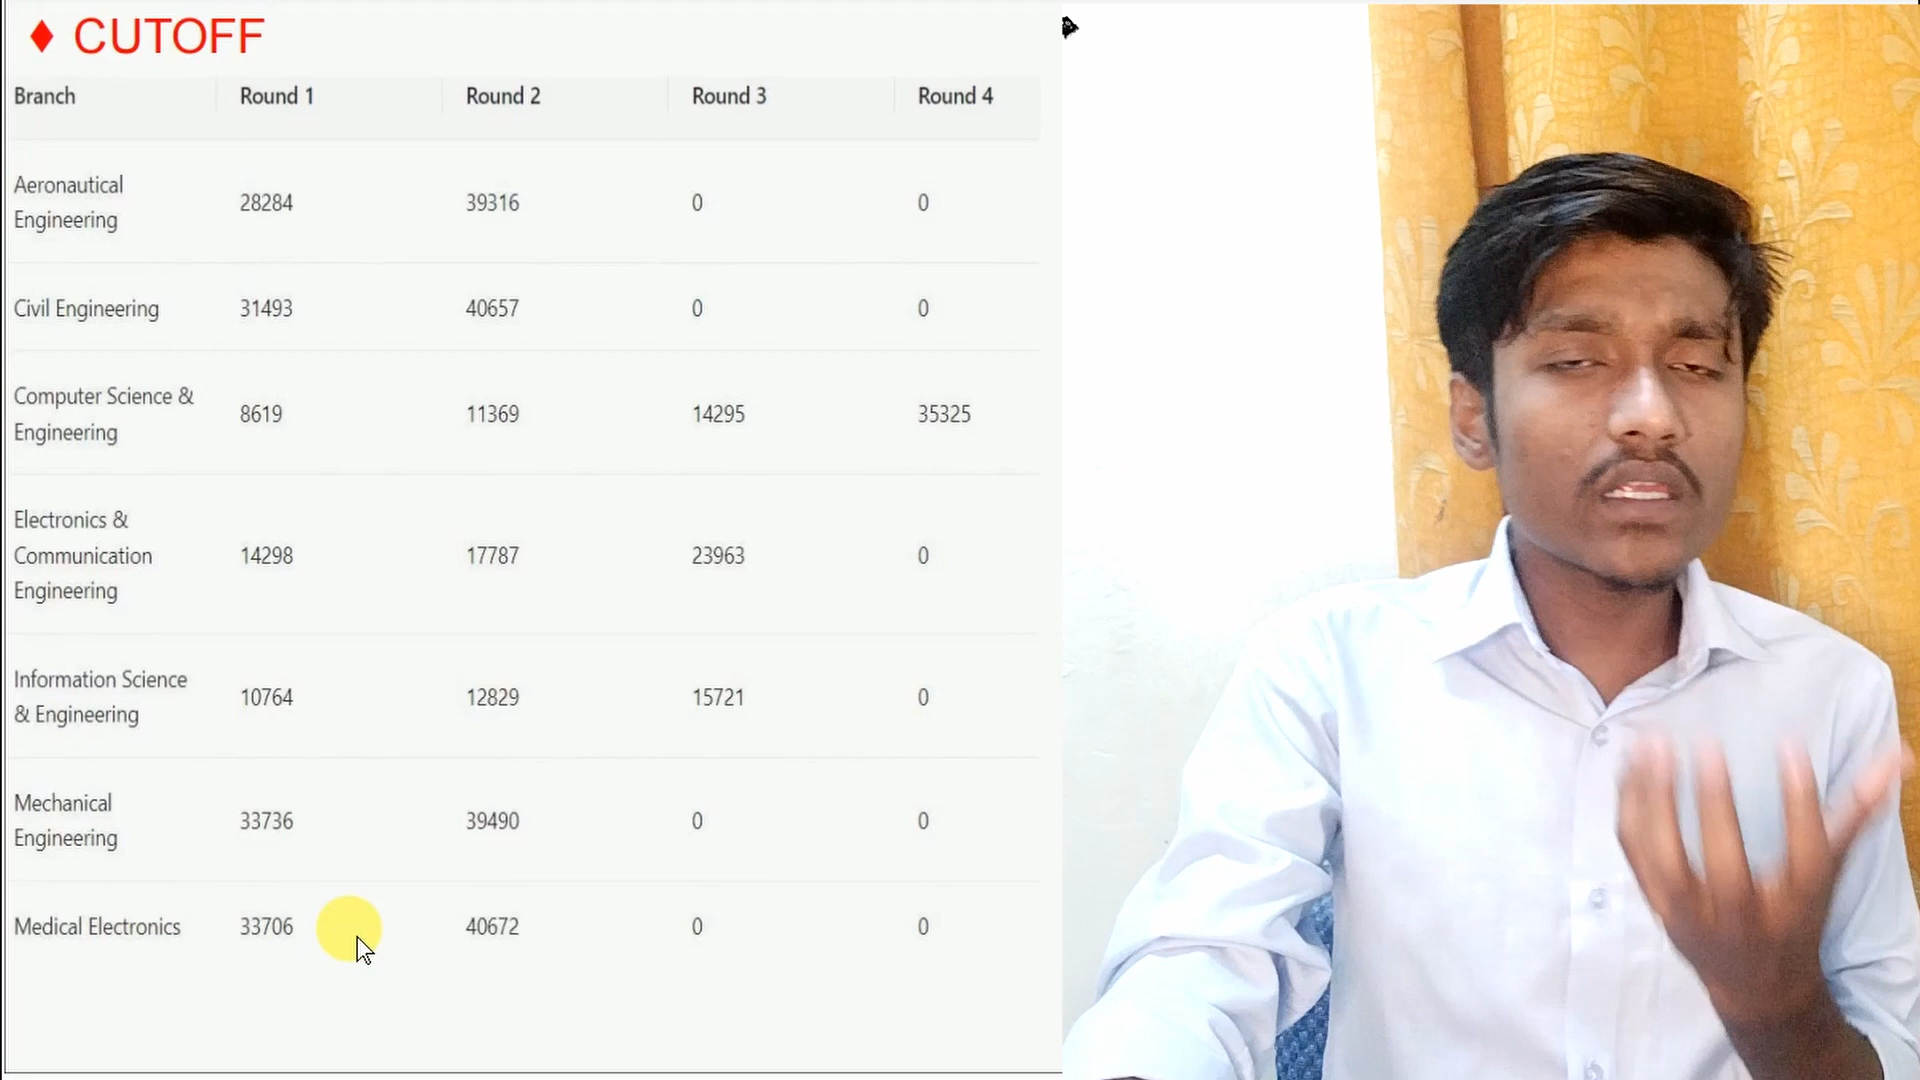 ♦ CUTOFF
Branch Round 1 Round 2 Round 3 Round 4
Aeronautical
Engineering
28284 39316 0 0
Civil Engineering 31493 40657 0 0
Computer Science &
Engineering
8619 11369 14295 35325
Electronics &
Communication
Engineering
14298 17787 23963 0
Information Science
& Engineering
10764 12829 15721 0
Mechanical
Engineering
33736 39490 0 0
Medical Electronics 33706 40672 0 0